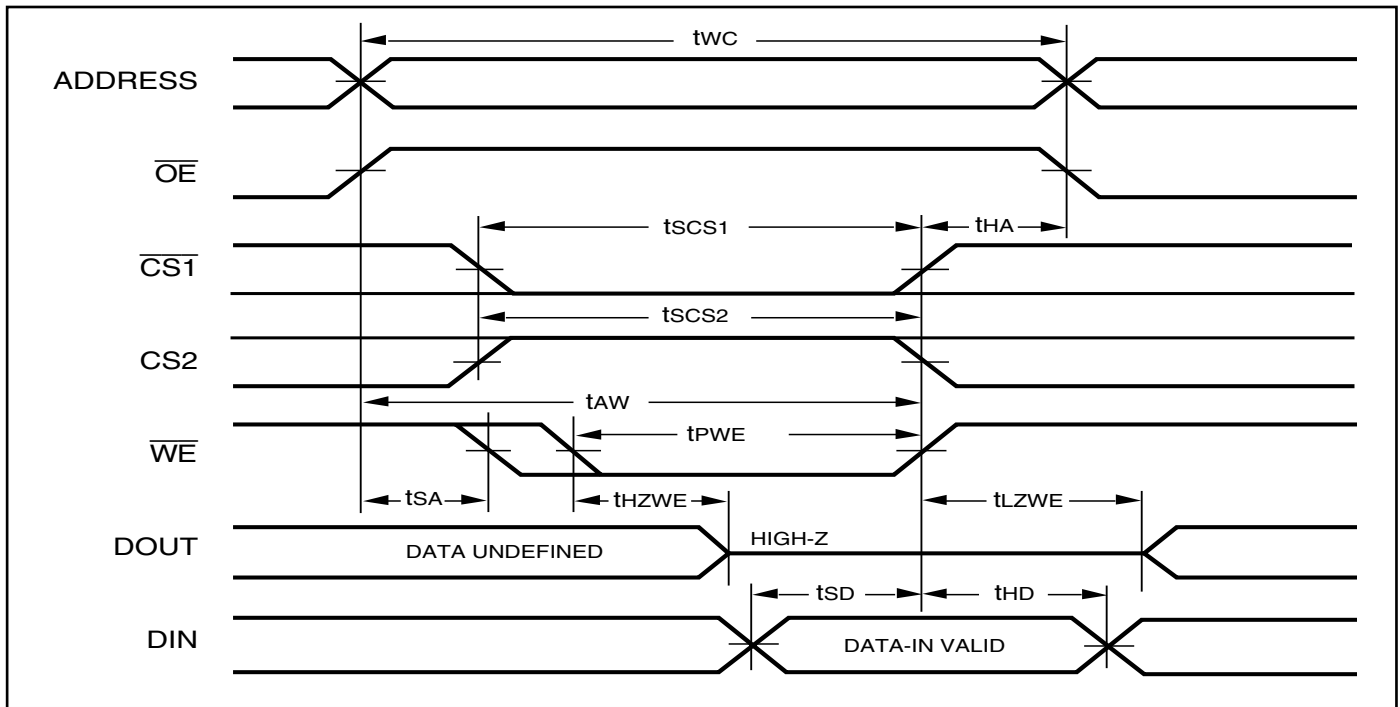 tWC
ADDRESS
OE
tSCS1
tHA
CS1
tSCS2
CS2
tAW
WE
tPWE
tSA
tHZWE
tLZWE
DOUT
DATA UNDEFINED
HIGH-Z
tSD
tHD
DIN
DATA-IN VALID